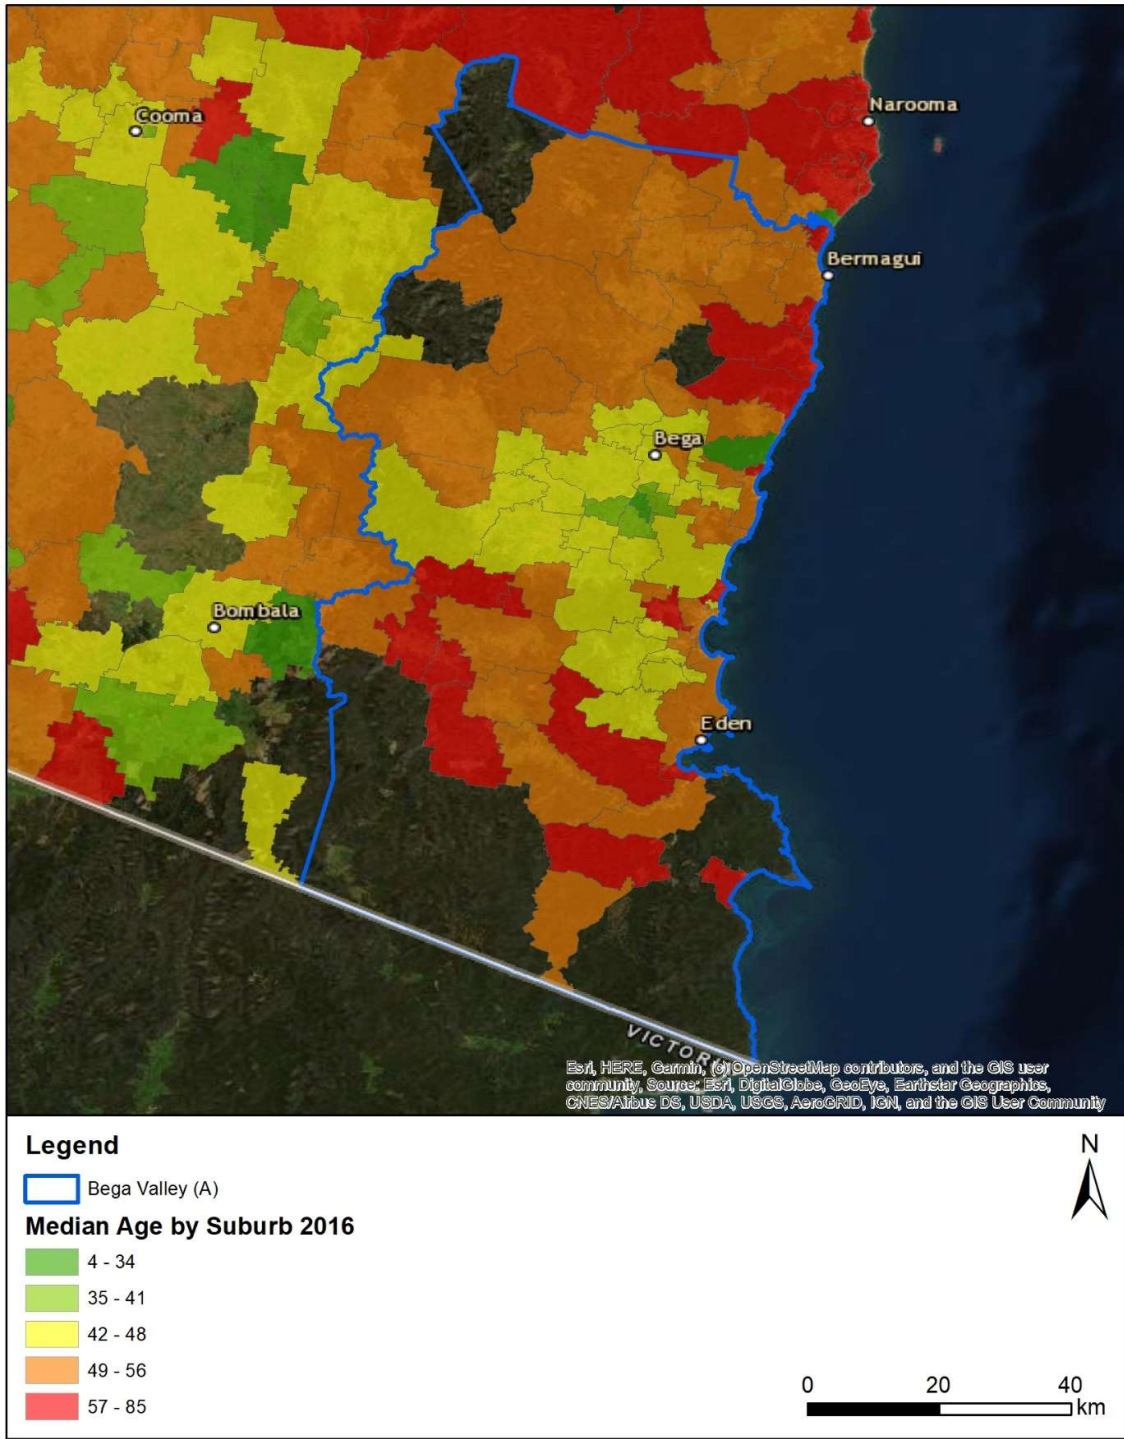 Cooma
Narooma
Bermagui
Bega
Bombala
Eden
VICTORIA
Esri, HERE, Garmin, (c) OpenStreetMap contributors, and the GIS user
community, Source: Esri, DigitalGlobe, GeoEye, Earthstar Geographics,
CNES/Airbus DS, USDA, USGS, AeroGRID, IGN, and the GIS User Community
Legend
N
Bega Valley (A)
Median Age by Suburb 2016
4 - 34
35 - 41
42 - 48
49 - 56
57 - 85
0 20 40
km